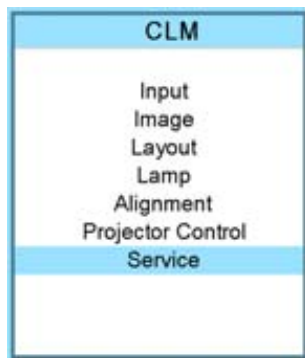 CLM
Input
Image
Layout
Lamp
Alignment
Projector Control
Service